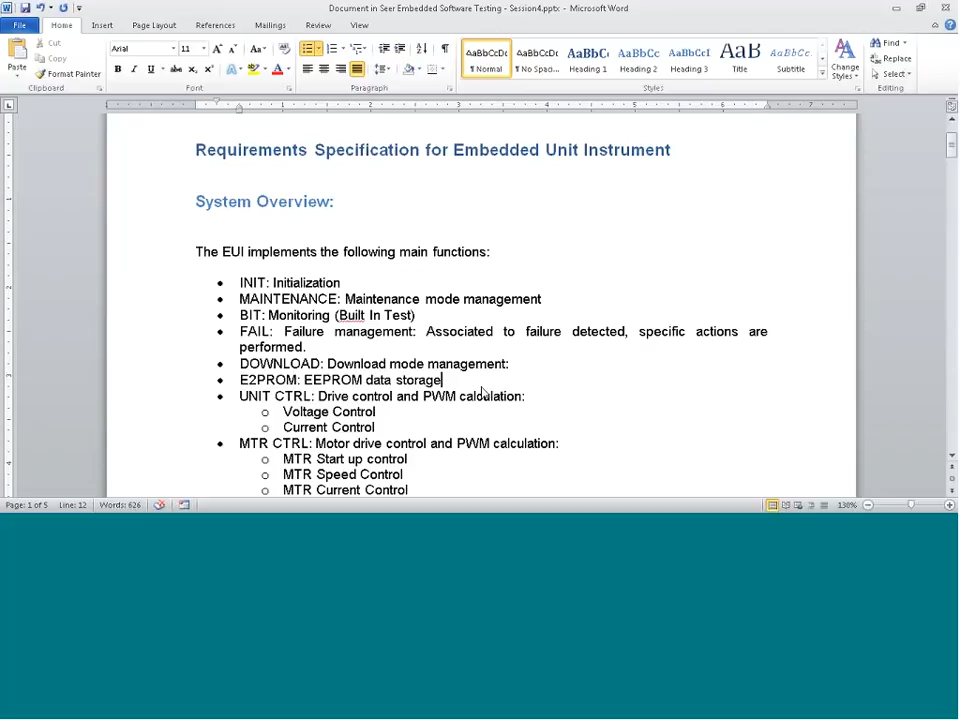 Document in Seer Embedded Software Testing - Session4.pptx - Microsoft Word
File Home Insert Page Layout References Mailings Review View
Cut
Copy
Format Painter
Paste
Clipboard
Arial 11
Font
Paragraph
AaBbCcDc AaBbCcDc AaBbC AaBbCc AaBbCcI AaB AaBbCc.
¶ Normal ¶ No Spac... Heading 1 Heading 2 Heading 3 Title Subtitle
Change Styles
Styles
Find
Replace
Select
Editing
Requirements Specification for Embedded Unit Instrument
System Overview:
The EUI implements the following main functions:
• INIT: Initialization
• MAINTENANCE: Maintenance mode management
• BIT: Monitoring (Built In Test)
• FAIL: Failure management: Associated to failure detected, specific actions are
performed.
• DOWNLOAD: Download mode management:
• E2PROM: EEPROM data storage
• UNIT CTRL: Drive control and PWM calculation:
o Voltage Control
o Current Control
• MTR CTRL: Motor drive control and PWM calculation:
o MTR Start up control
o MTR Speed Control
o MTR Current Control
Page: 1 of 5 Line: 12 Words: 626 130%